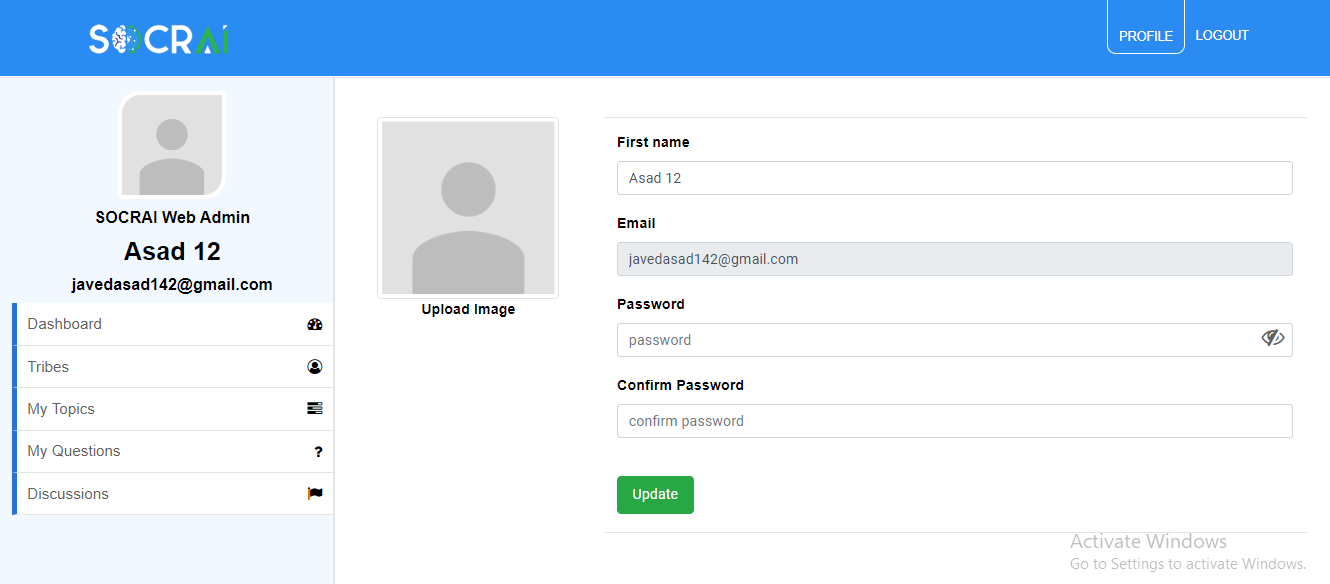 SOCRAi
PROFILE
LOGOUT
SOCRAI Web Admin
Asad 12
javedasad142@gmail.com
Dashboard
Tribes
My Topics
My Questions
?
Discussions
Upload Image
First name
Asad 12
Email
javedasad142@gmail.com
Password
password
Confirm Password
confirm password
Update
Activate Windows
Go to Settings to activate Windows.